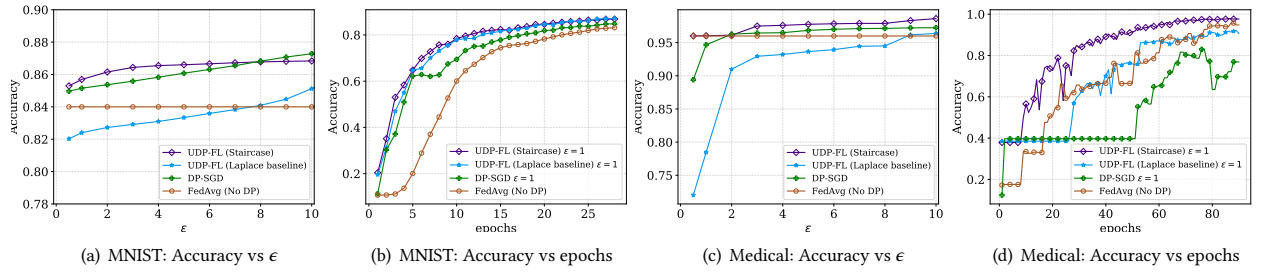 0.90
0.88
0.86
0.84
0.82
0.80
0.78
Accuracy
0 2 4 6 8 10
ε
UDP-FL (Staircase)
UDP-FL (Laplace baseline)
DP-SGD
FedAvg (No DP)
(a) MNIST: Accuracy vs ϵ
0.8
0.6
0.4
0.2
Accuracy
0 5 10 15 20 25
epochs
UDP-FL (Staircase) ε = 1
UDP-FL (Laplace baseline) ε = 1
DP-SGD ε = 1
FedAvg (No DP)
(b) MNIST: Accuracy vs epochs
0.95
0.90
0.85
0.80
0.75
Accuracy
0 2 4 6 8 10
ε
UDP-FL (Staircase)
UDP-FL (Laplace baseline)
DP-SGD
FedAvg (No DP)
(c) Medical: Accuracy vs ϵ
1.0
0.8
0.6
0.4
0.2
Accuracy
0 20 40 60 80
epochs
UDP-FL (Staircase) ε = 1
UDP-FL (Laplace baseline) ε = 1
DP-SGD ε = 1
FedAvg (No DP)
(d) Medical: Accuracy vs epochs